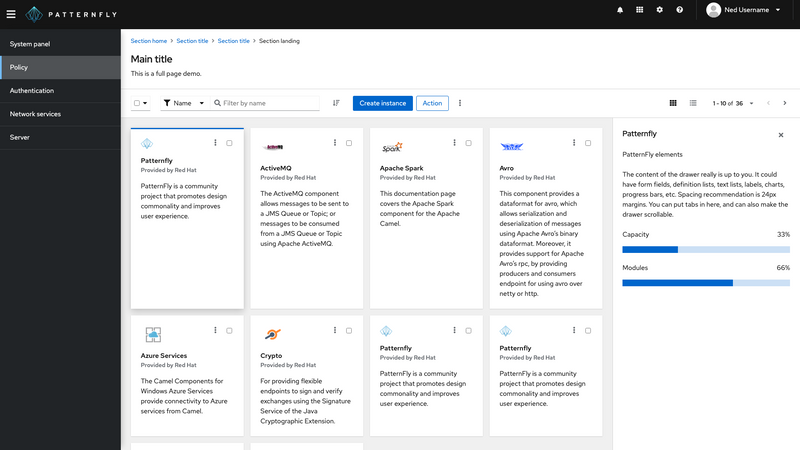 PATTERNFLY
Ned Username
System panel
Policy
Authentication
Network services
Server
Section home > Section title > Section title > Section landing
Main title
This is a full page demo.
Name
Filter by name
Create instance
Action
1 - 10 of 36
Patternfly
Provided by Red Hat
PatternFly is a community
project that promotes design
commonality and improves
user experience.
ActiveMQ
ActiveMQ
Provided by Red Hat
The ActiveMQ component
allows messages to be sent to
a JMS Queue or Topic; or
messages to be consumed
from a JMS Queue or Topic
using Apache ActiveMQ.
Spark
Apache Spark
Provided by Red Hat
This documentation page
covers the Apache Spark
component for the Apache
Camel.
Avro
Provided by Red Hat
This component provides a
dataformat for avro, which
allows serialization and
deserialization of messages
using Apache Avro's binary
dataformat. Moreover, it
provides support for Apache
Avro's rpc, by providing
producers and consumers
endpoint for using avro over
netty or http.
Azure Services
Provided by Red Hat
The Camel Components for
Windows Azure Services
provide connectivity to Azure
services from Camel.
Crypto
Provided by Red Hat
For providing flexible
endpoints to sign and verify
exchanges using the Signature
Service of the Java
Cryptographic Extension.
Patternfly
Provided by Red Hat
PatternFly is a community
project that promotes design
commonality and improves
user experience.
Patternfly
Provided by Red Hat
PatternFly is a community
project that promotes design
commonality and improves
user experience.
Patternfly
PatternFly elements
The content of the drawer really is up to you. It could
have form fields, definition lists, text lists, labels, charts,
progress bars, etc. Spacing recommendation is 24px
margins. You can put tabs in here, and can also make the
drawer scrollable.
Capacity 33%
Modules 66%